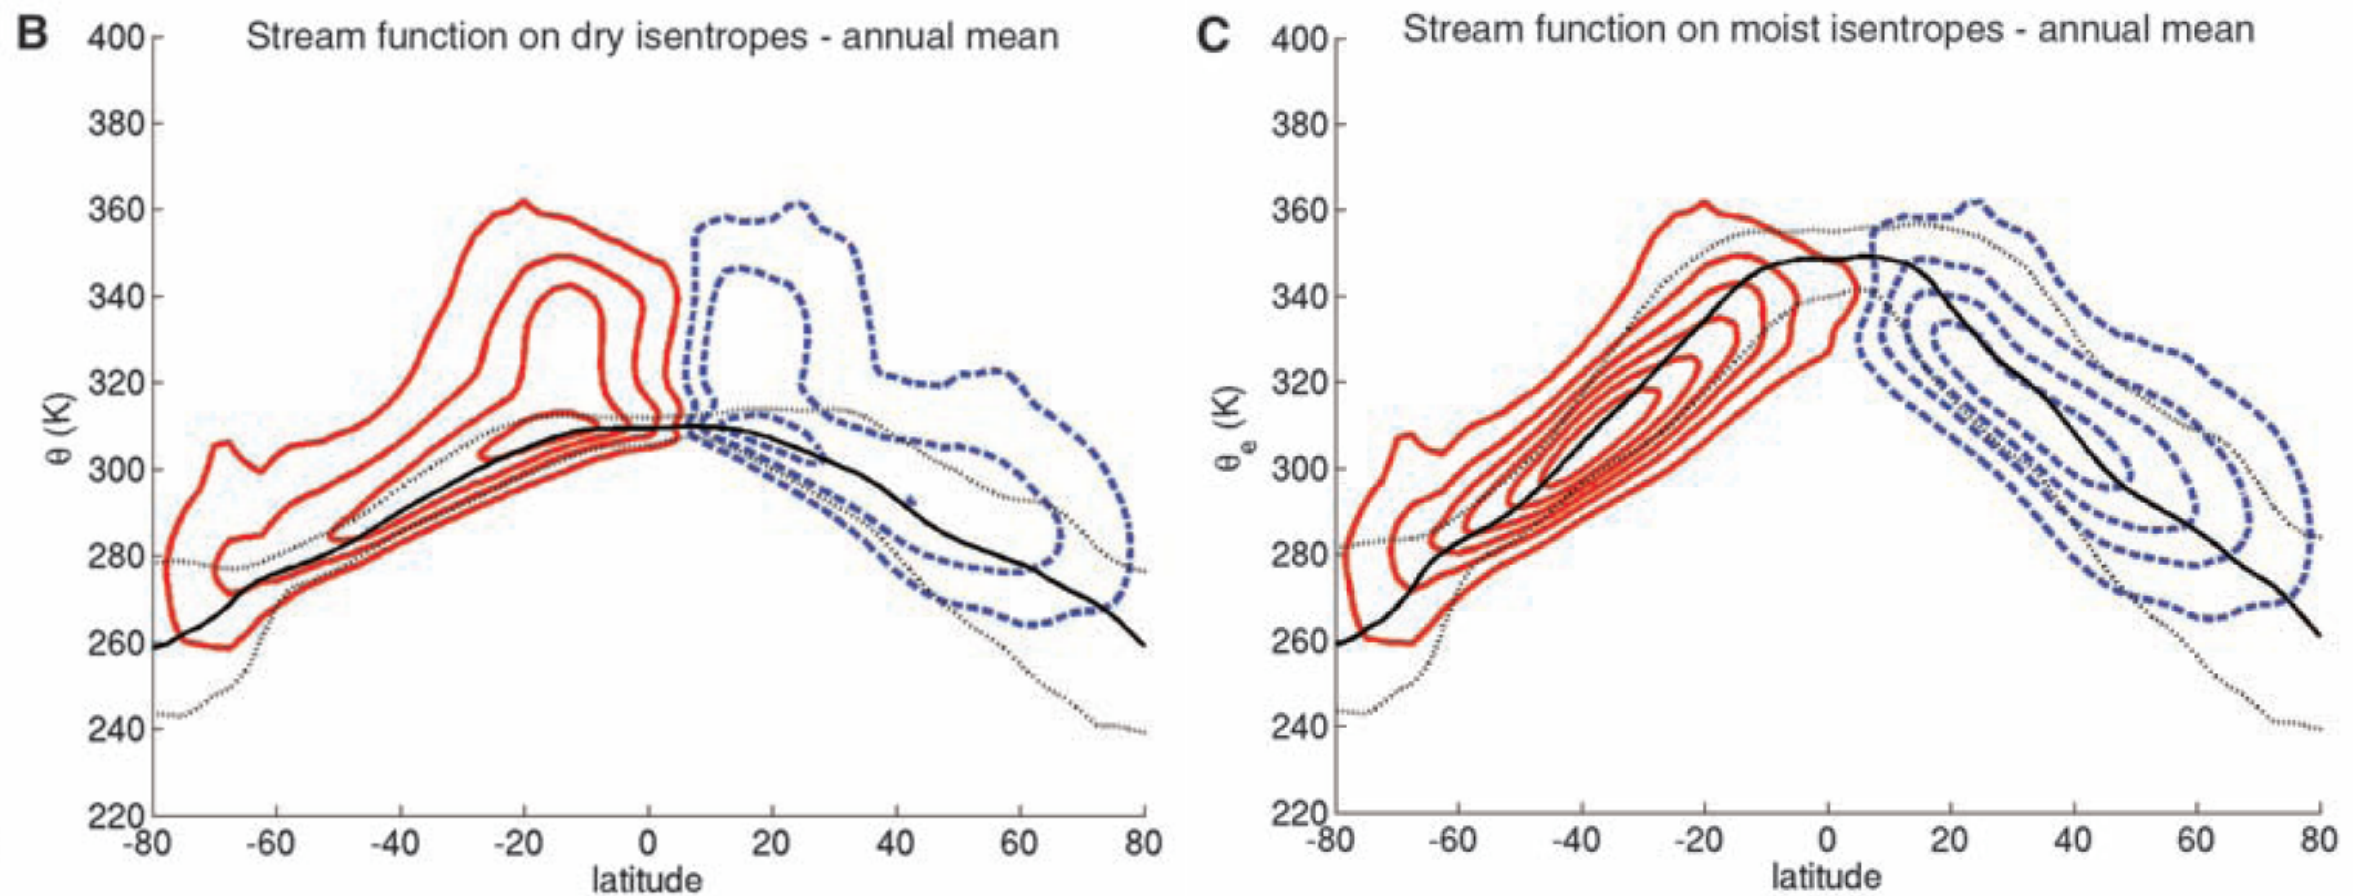 B
Stream function on dry isentropes - annual mean
400
380
360
340
320
300
280
260
240
220
θ (K)
-80 -60 -40 -20 0 20 40 60 80
latitude
C
Stream function on moist isentropes - annual mean
400
380
360
340
320
300
280
260
240
220
θe (K)
-80 -60 -40 -20 0 20 40 60 80
latitude